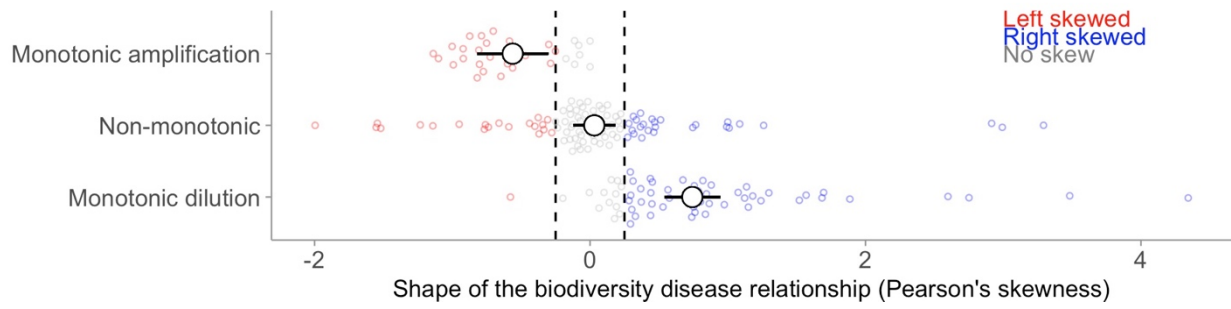 Left skewed
Right skewed
No skew
Monotonic amplification
Non-monotonic
Monotonic dilution
-2 0 2 4
Shape of the biodiversity disease relationship (Pearson's skewness)